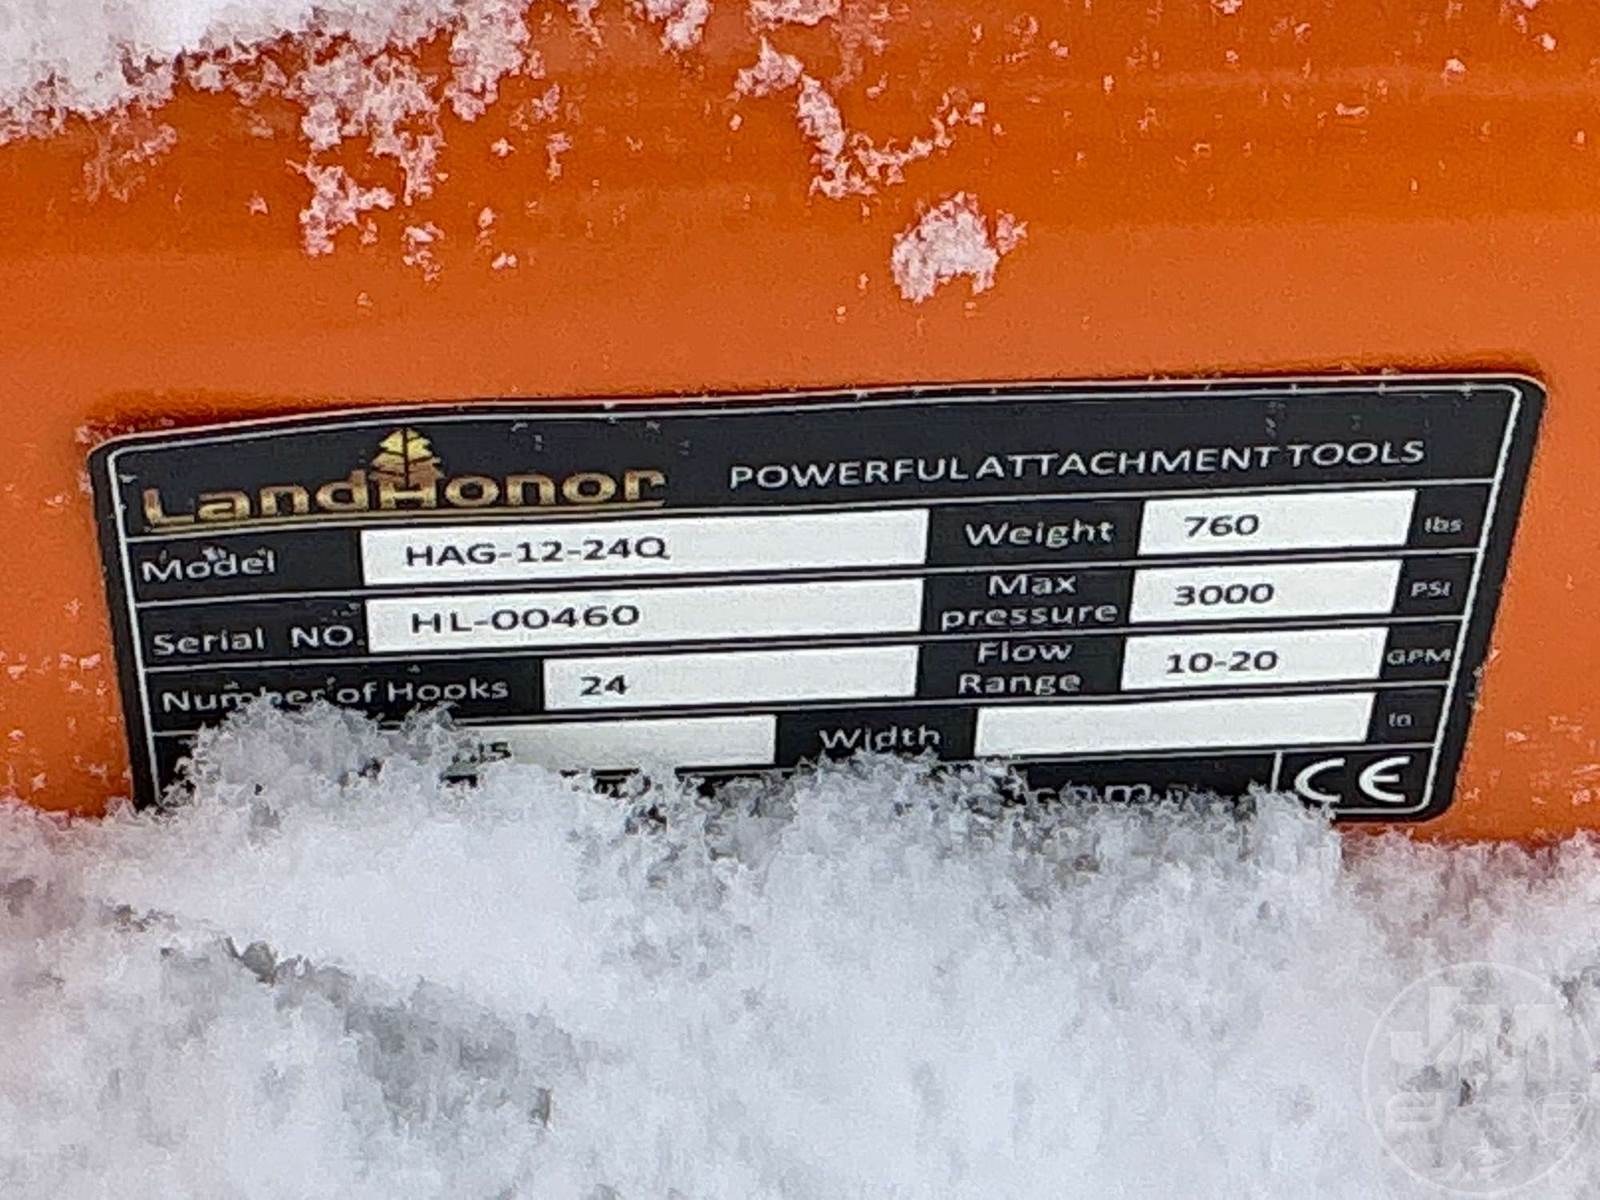 LandHonor POWERFUL ATTACHMENT TOOLS
Model HAG-12-24Q Weight 760 lbs
Serial NO. HL-00460 Max pressure 3000 PSI
Number of Hooks 24 Flow Range 10-20 GPM
Width in
CE